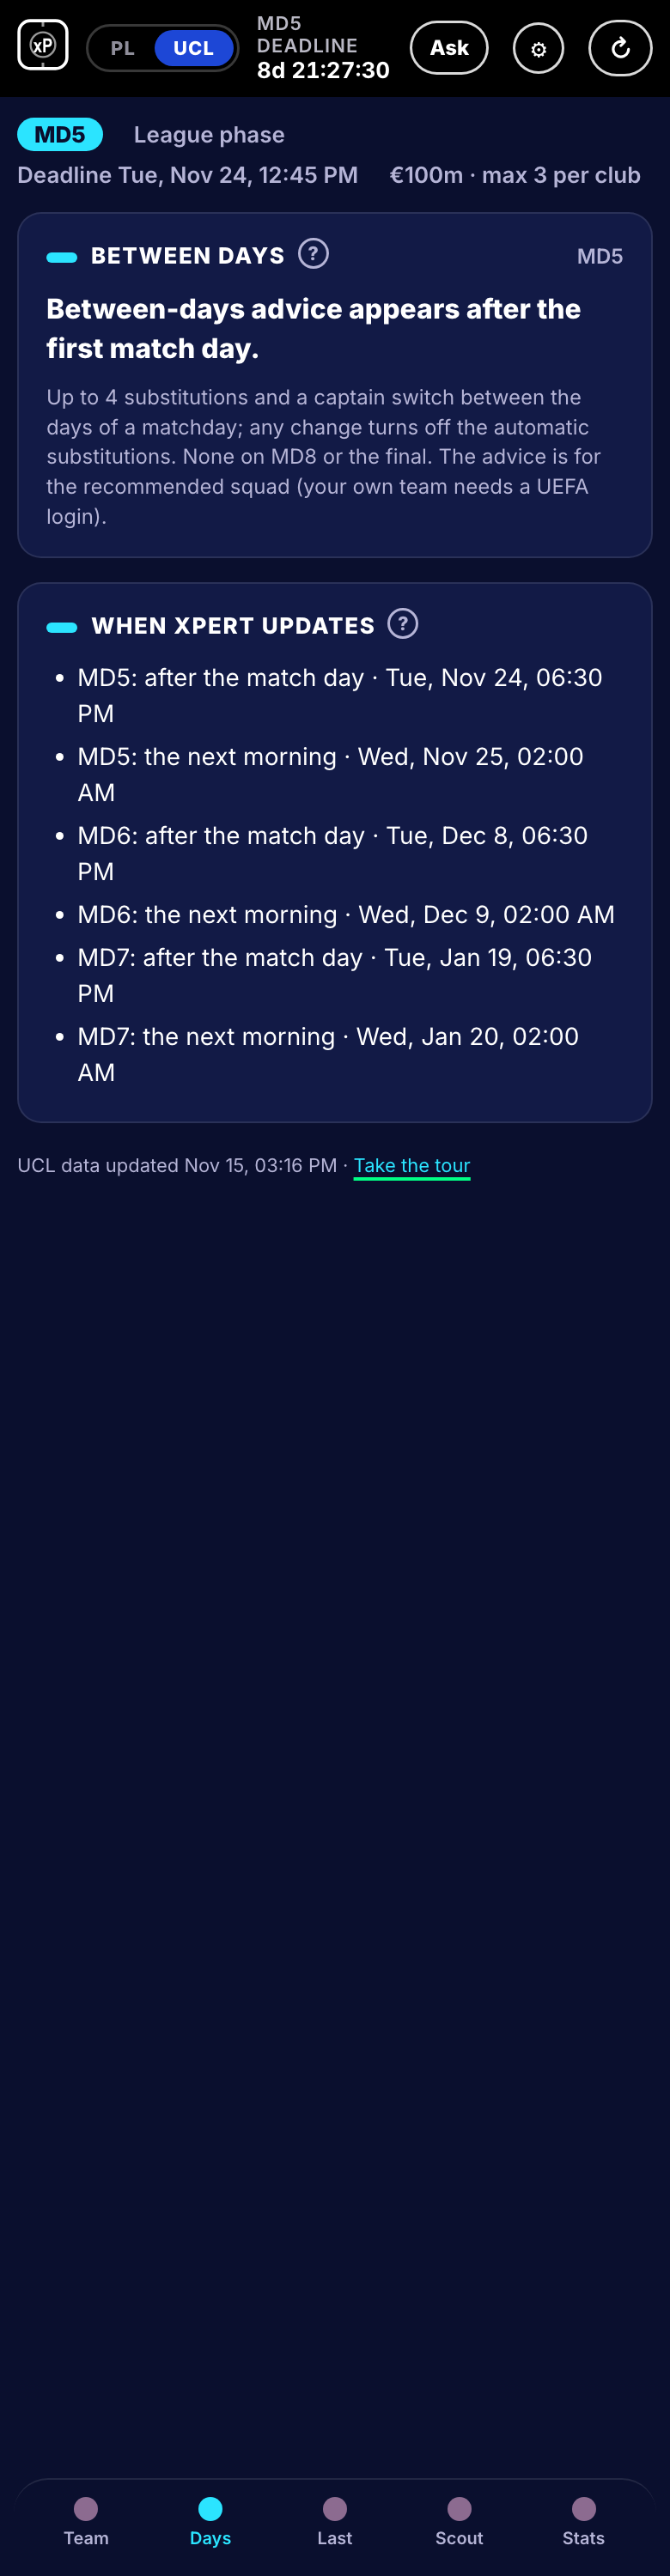 xP
PL
UCL
MD5
DEADLINE
8d 21:27:30
Ask
⚙
↻
MD5
League phase
Deadline Tue, Nov 24, 12:45 PM
€100m · max 3 per club
BETWEEN DAYS
?
MD5
Between-days advice appears after the
first match day.
Up to 4 substitutions and a captain switch between the
days of a matchday; any change turns off the automatic
substitutions. None on MD8 or the final. The advice is for
the recommended squad (your own team needs a UEFA
login).
WHEN XPERT UPDATES
?
• MD5: after the match day · Tue, Nov 24, 06:30
PM
• MD5: the next morning · Wed, Nov 25, 02:00
AM
• MD6: after the match day · Tue, Dec 8, 06:30
PM
• MD6: the next morning · Wed, Dec 9, 02:00 AM
• MD7: after the match day · Tue, Jan 19, 06:30
PM
• MD7: the next morning · Wed, Jan 20, 02:00
AM
UCL data updated Nov 15, 03:16 PM · Take the tour
Team
Days
Last
Scout
Stats